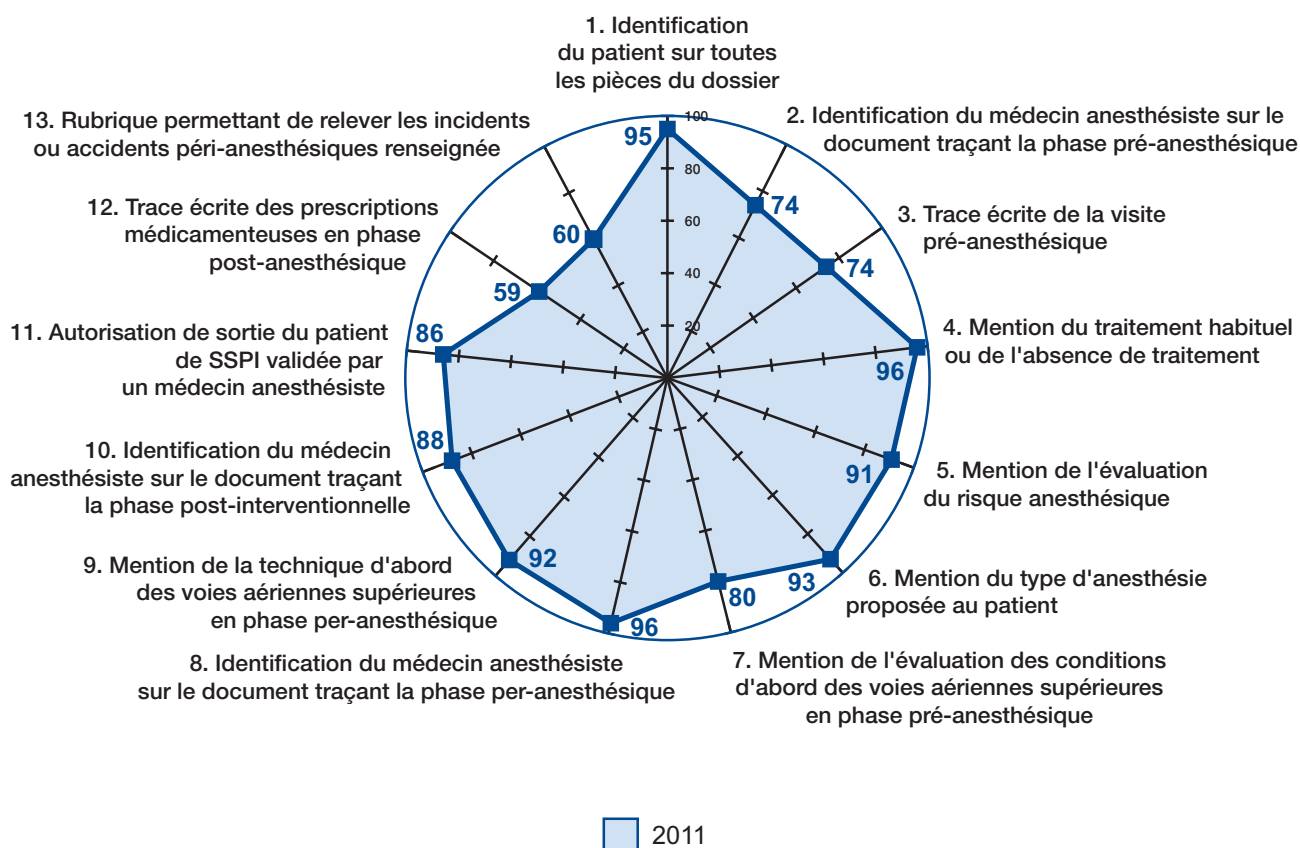 1. Identification
du patient sur toutes
les pièces du dossier
2. Identification du médecin anesthésiste sur le
document traçant la phase pré-anesthésique
3. Trace écrite de la visite
pré-anesthésique
4. Mention du traitement habituel
ou de l'absence de traitement
5. Mention de l'évaluation
du risque anesthésique
6. Mention du type d'anesthésie
proposée au patient
7. Mention de l'évaluation des conditions
d'abord des voies aériennes supérieures
en phase pré-anesthésique
8. Identification du médecin anesthésiste
sur le document traçant la phase per-anesthésique
9. Mention de la technique d'abord
des voies aériennes supérieures
en phase per-anesthésique
10. Identification du médecin
anesthésiste sur le document traçant
la phase post-interventionnelle
11. Autorisation de sortie du patient
de SSPI validée par
un médecin anesthésiste
12. Trace écrite des prescriptions
médicamenteuses en phase
post-anesthésique
13. Rubrique permettant de relever les incidents
ou accidents péri-anesthésiques renseignée
100
80
60
40
20
95
74
74
96
91
93
80
96
92
88
86
59
60
2011